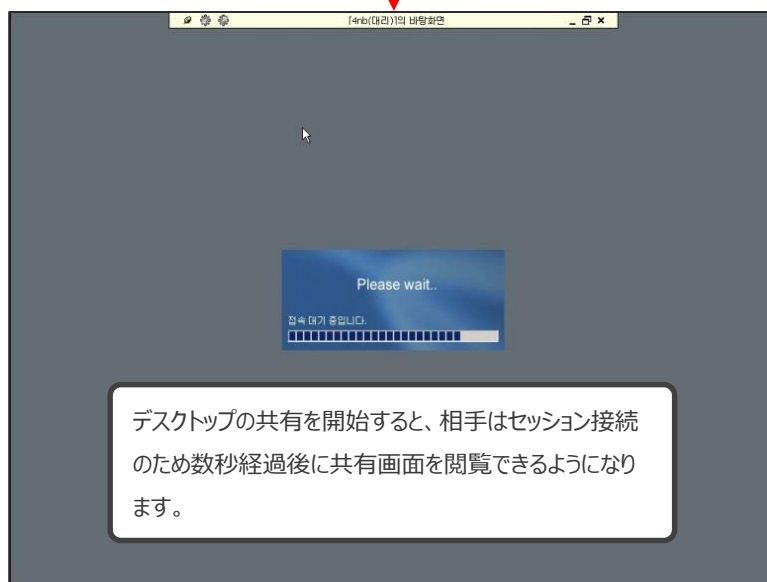 [4nb(대리)]의 바탕화면
Please wait..
접속 대기 중입니다.
デスクトップの共有を開始すると、相手はセッション接続
のため数秒経過後に共有画面を閲覧できるようになり
ます。